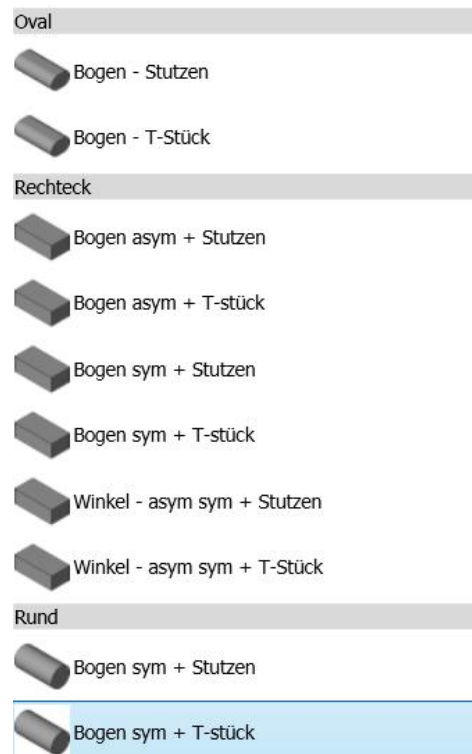 Oval
Bogen - Stutzen
Bogen - T-Stück
Rechteck
Bogen asym + Stutzen
Bogen asym + T-stück
Bogen sym + Stutzen
Bogen sym + T-stück
Winkel - asym sym + Stutzen
Winkel - asym sym + T-Stück
Rund
Bogen sym + Stutzen
Bogen sym + T-stück